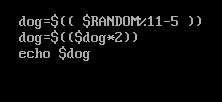 dog=$(( $RANDOM%11-5 ))
dog=$(($dog*2))
echo $dog